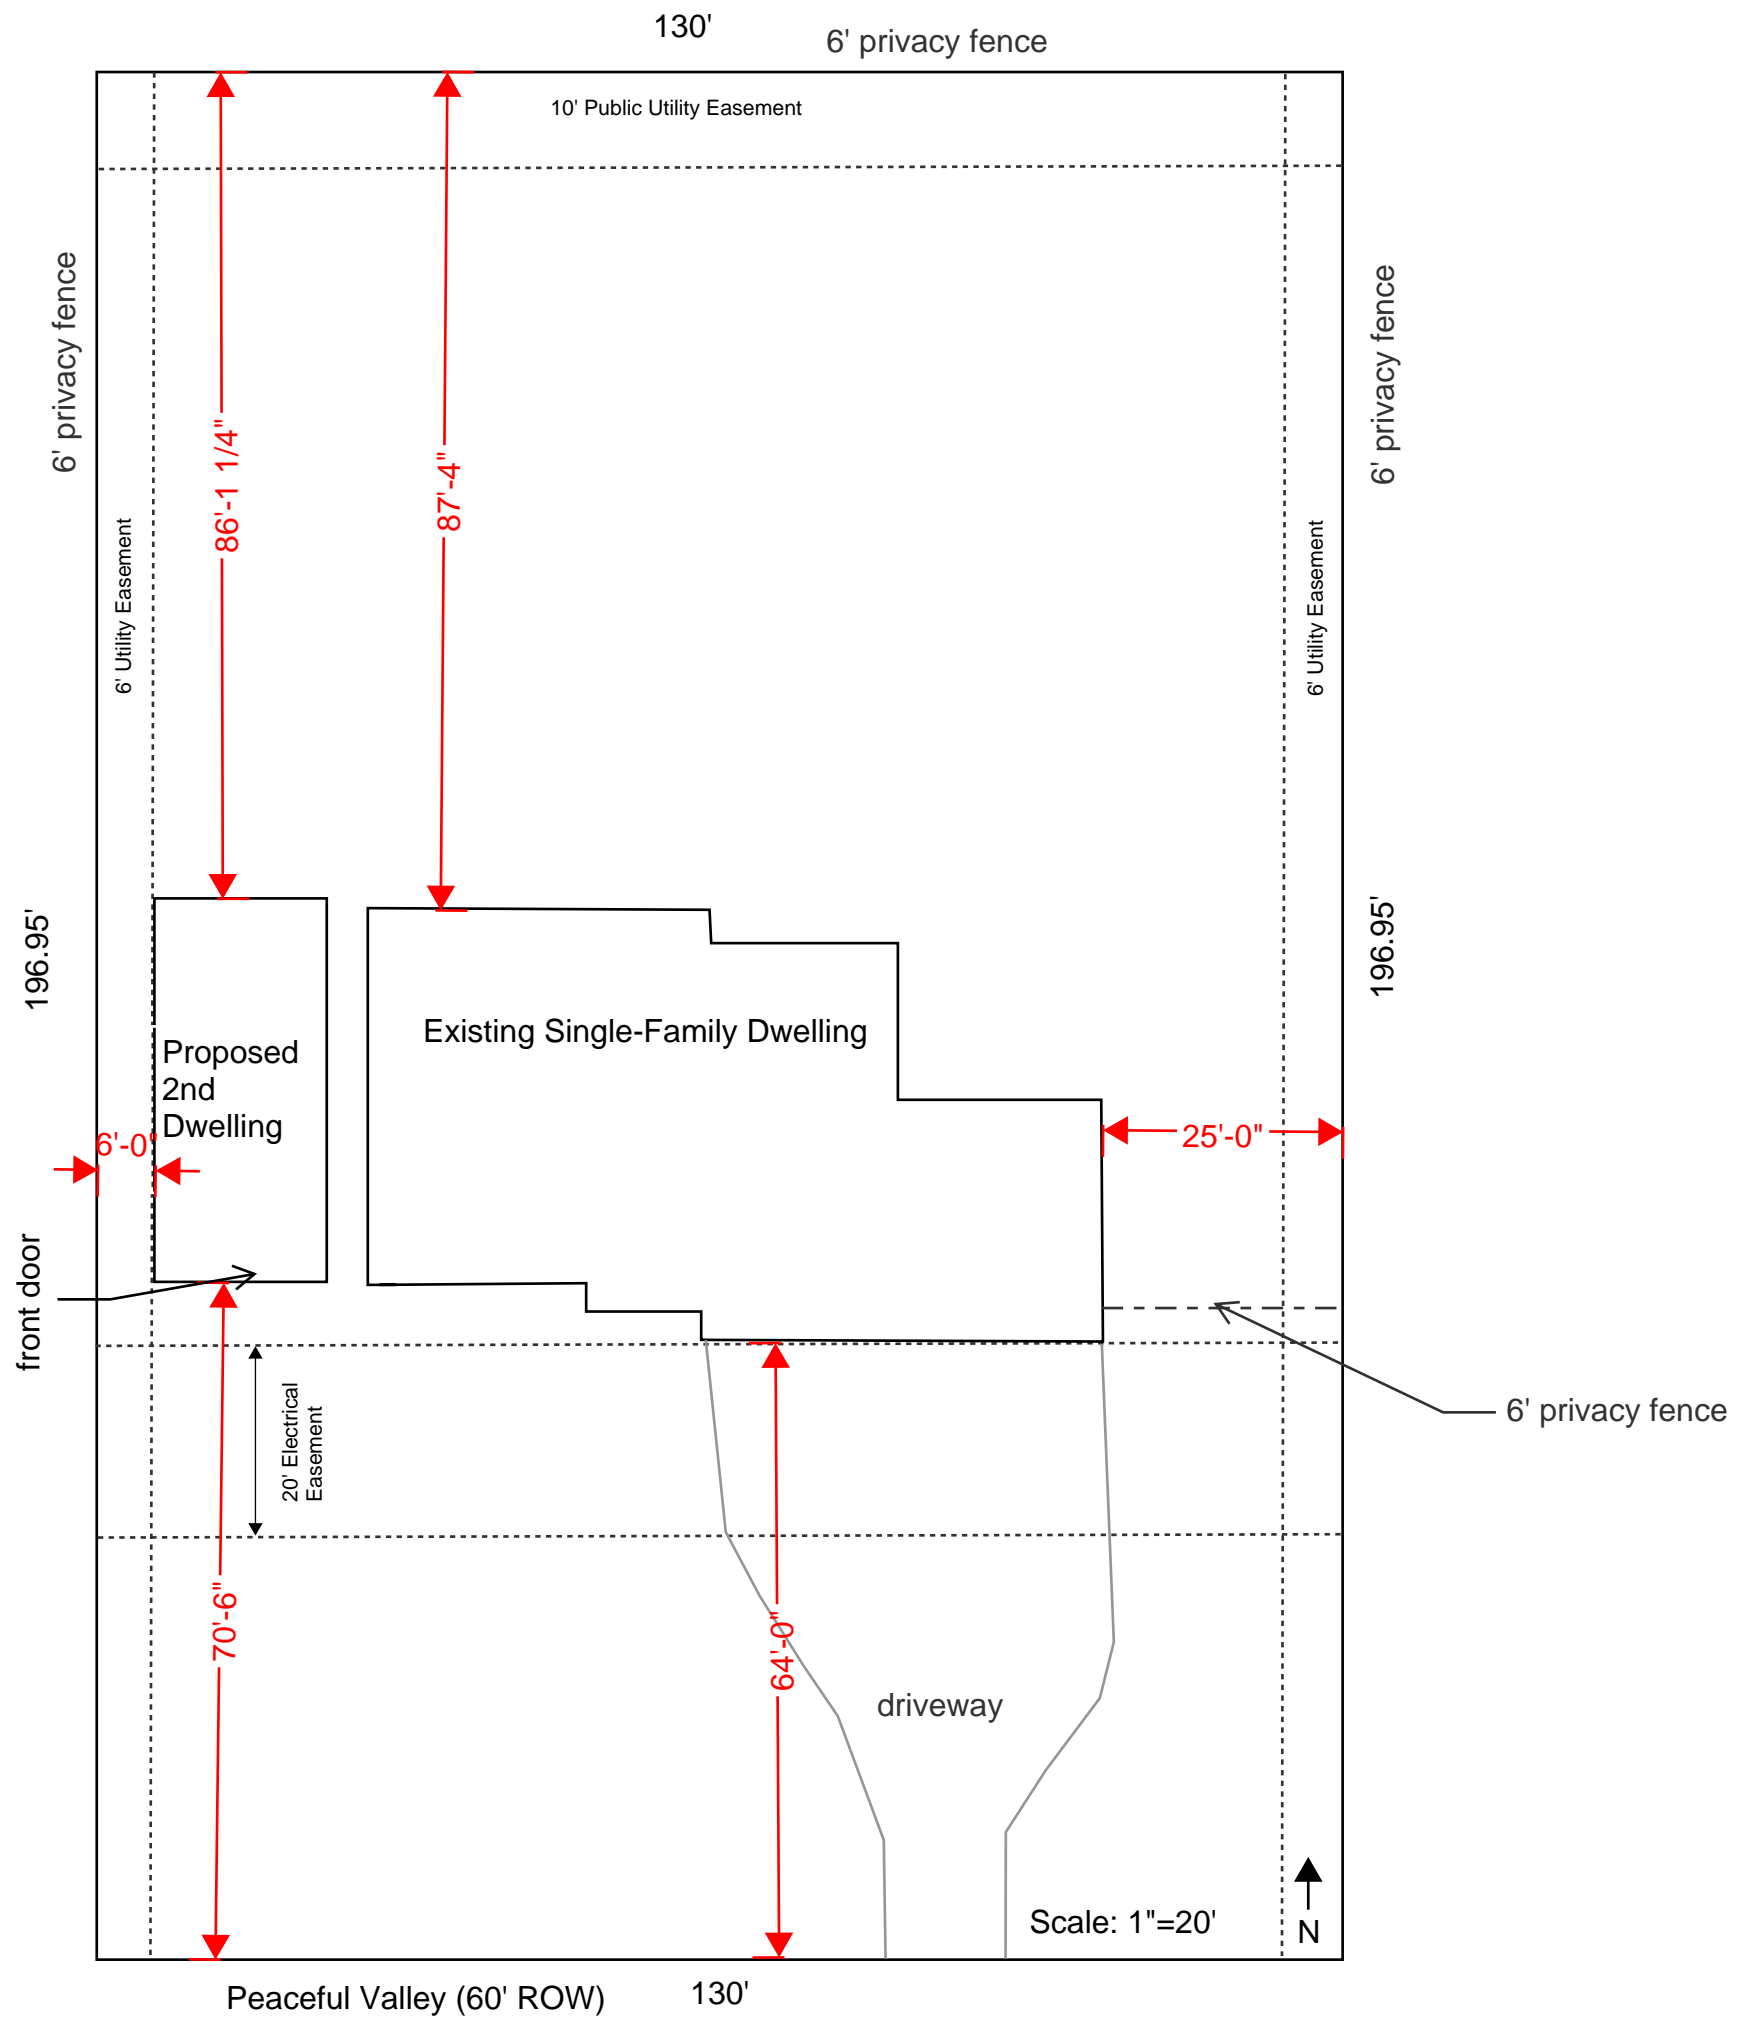 130'
6' privacy fence
10' Public Utility Easement
6' privacy fence
6' privacy fence
86'-1 1/4"
87'-4"
6' Utility Easement
6' Utility Easement
196.95'
196.95'
Existing Single-Family Dwelling
Proposed
2nd
Dwelling
6'-0"
25'-0"
front door
20' Electrical
Easement
6' privacy fence
70'-6"
64'-0"
driveway
Scale: 1"=20'
N
Peaceful Valley (60' ROW)
130'